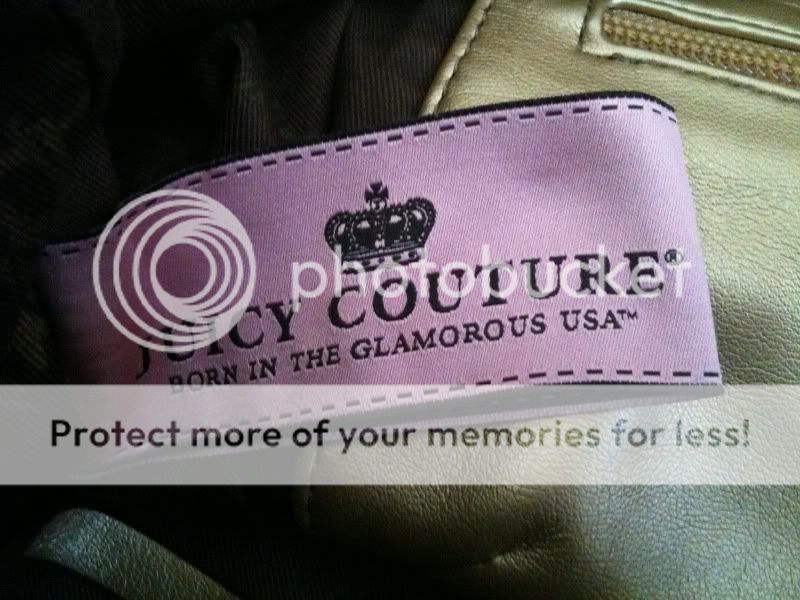 JUICY COUTURE®
BORN IN THE GLAMOROUS USA™
photobucket
Protect more of your memories for less!